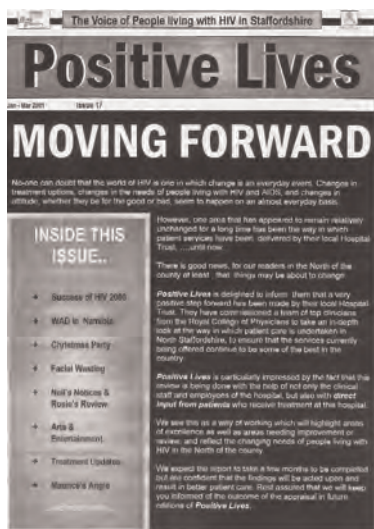 The Voice of People living with HIV in Staffordshire
Positive Lives
Jan - Mar 2001 Issue 17
MOVING FORWARD
No-one can doubt that the world of HIV is one in which change is an everyday event. Changes in
treatment options, changes in the needs of people living with HIV and AIDS, and changes in
attitude, whether they be for the good or bad, seem to happen on an almost everyday basis.
INSIDE THIS
ISSUE..
Success of HIV 2000
WAD in Namibia
Christmas Party
Facial Wasting
Neil's Notices &
Rosie's Review
Arts &
Entertainment
Treatment Updates
Maurice's Angre
However, one area that has appeared to remain relatively
unchanged for a long time has been the way in which
patient services have been delivered by their local Hospital
Trust, .....until now.
There is good news, for our readers in the North of the
county at least, that things may be about to change.
Positive Lives is delighted to inform them that a very
positive step forward has been made by their local Hospital
Trust. They have commissioned a team of top clinicians
from the Royal College of Physicians to take an in-depth
look at the way in which patient care is undertaken in
North Staffordshire, to ensure that the services currently
being offered continue to be some of the best in the
country.
Positive Lives is particularly impressed by the fact that this
review is being done with the help of not only the clinical
staff and employees of the hospital, but also with direct
input from patients who receive treatment at this hospital.
We see this as a way of working which will highlight areas
of excellence as well as areas needing improvement or
review, and reflect the changing needs of people living with
HIV in the North of the county.
We expect the report to take a few months to be completed
but are confident that the findings will be acted upon and
result in better patient care. Rest assured that we will keep
you informed of the outcome of the appraisal in future
editions of Positive Lives.